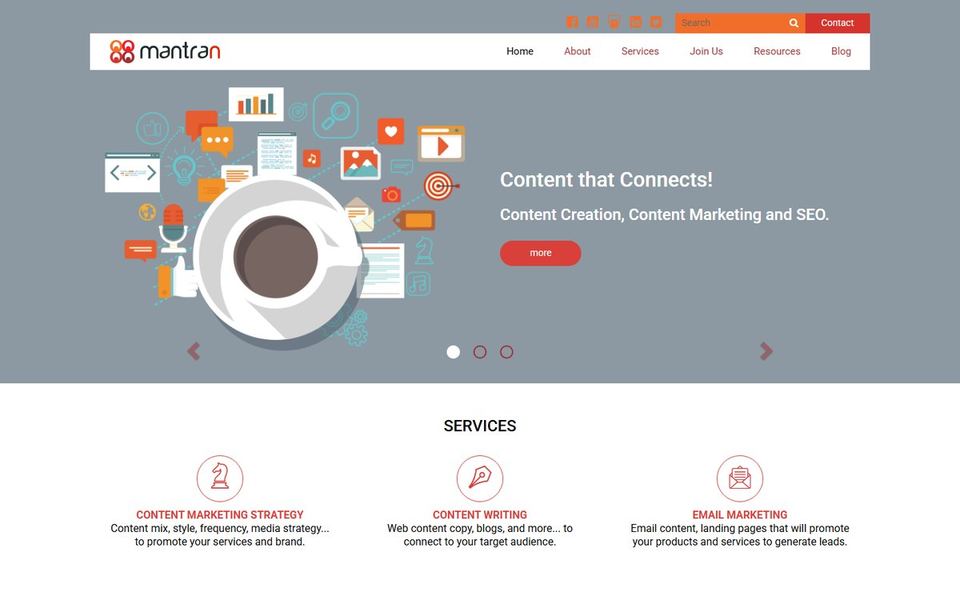 Search
Contact
mantran
Home
About
Services
Join Us
Resources
Blog
Content that Connects!
Content Creation, Content Marketing and SEO.
more
SERVICES
CONTENT MARKETING STRATEGY
Content mix, style, frequency, media strategy...
to promote your services and brand.
CONTENT WRITING
Web content copy, blogs, and more... to
connect to your target audience.
EMAIL MARKETING
Email content, landing pages that will promote
your products and services to generate leads.